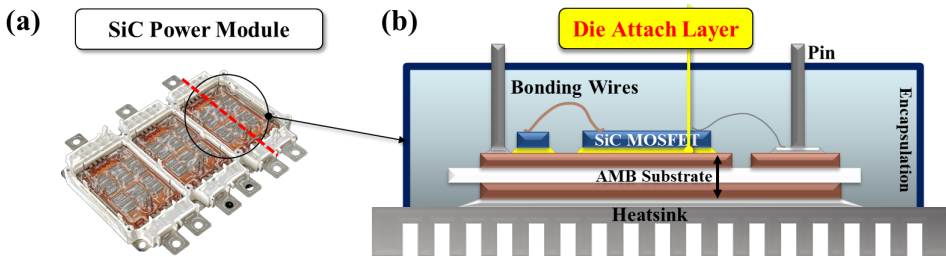 (a)
SiC Power Module
(b)
Die Attach Layer
Pin
Bonding Wires
SiC MOSFET
Encapsulation
AMB Substrate
Heatsink